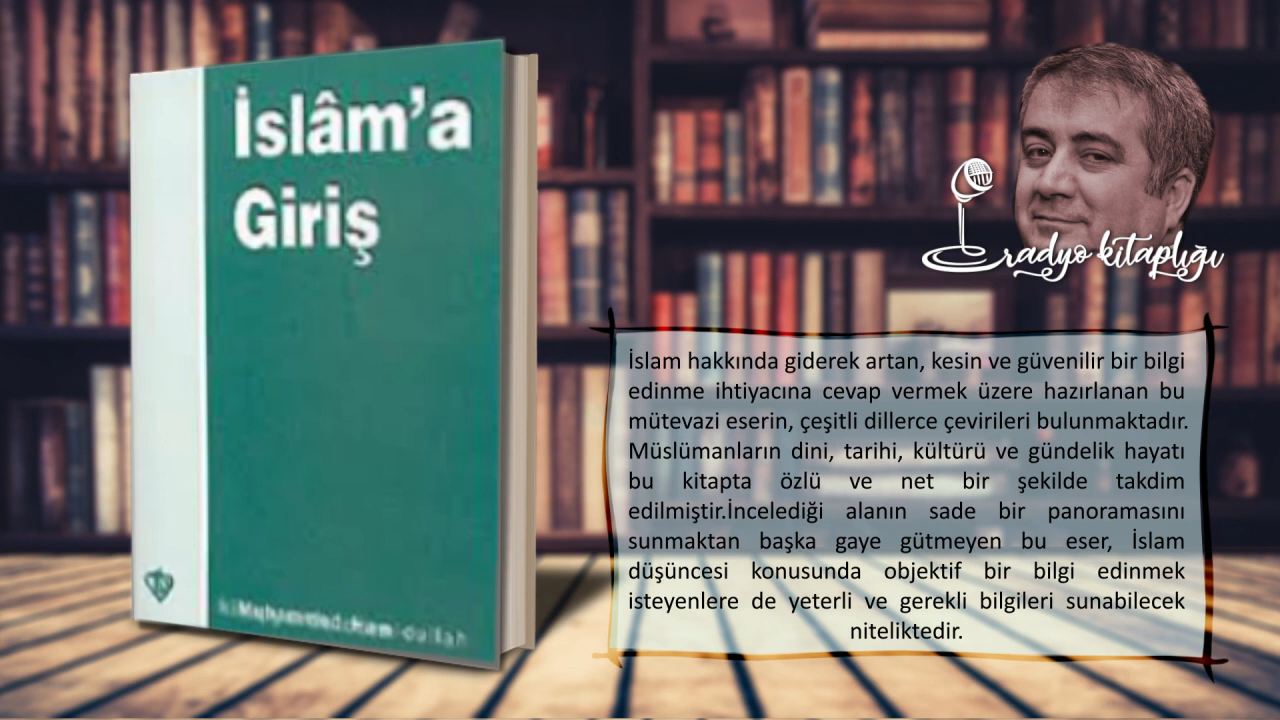 İslâm'a
Giriş
radyo kitaplığı
İslam hakkında giderek artan, kesin ve güvenilir bir bilgi
edinme ihtiyacına cevap vermek üzere hazırlanan bu
mütevazi eserin, çeşitli dillerce çevirileri bulunmaktadır.
Müslümanların dini, tarihi, kültürü ve gündelik hayatı
bu kitapta özlü ve net bir şekilde takdim
edilmiştir.İncelediği alanın sade bir panoramasını
sunmaktan başka gaye gütmeyen bu eser, İslam
düşüncesi konusunda objektif bir bilgi edinmek
isteyenlere de yeterli ve gerekli bilgileri sunabilecek
niteliktedir.